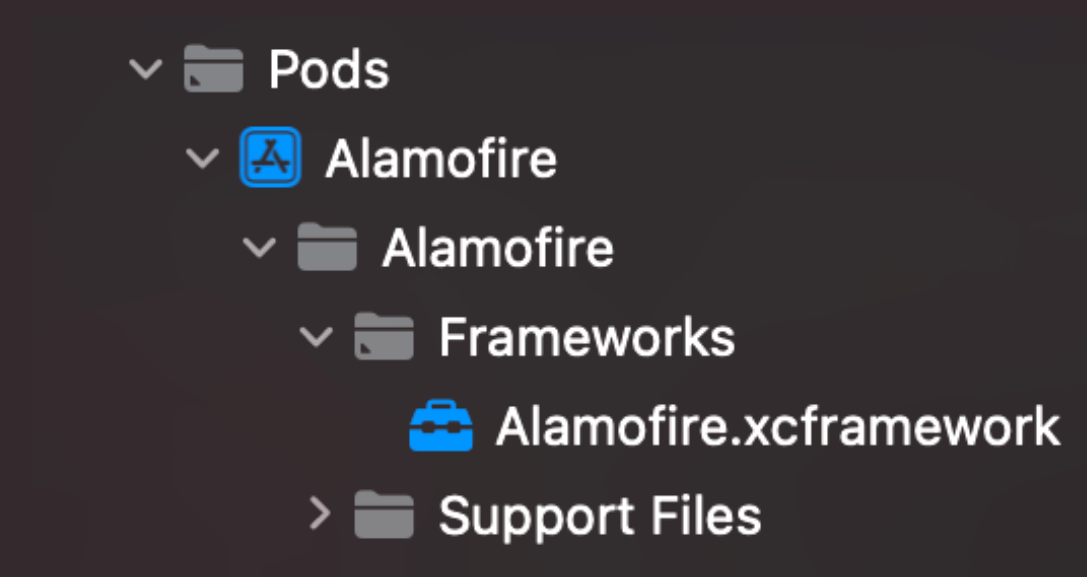 Pods
Alamofire
Alamofire
Frameworks
Alamofire.xcframework
Support Files